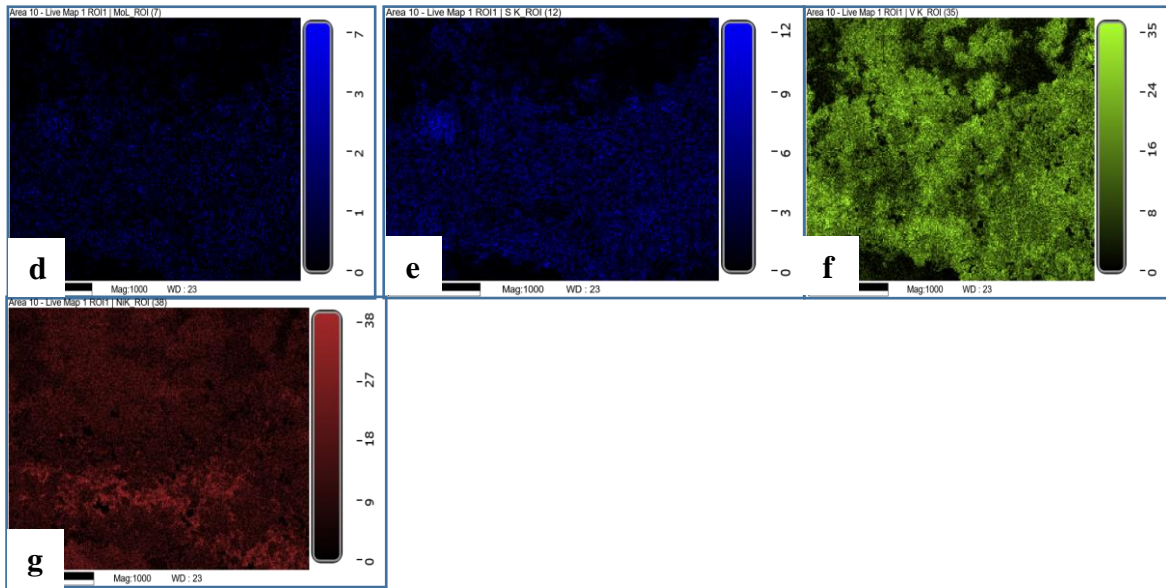 Area 10 - Live Map 1 ROI1 | MoL_ROI (7)
7
3
2
1
0
d
Mag:1000 WD : 23
Area 10 - Live Map 1 ROI1 | S K_ROI (12)
12
9
6
3
0
e
Mag:1000 WD : 23
Area 10 - Live Map 1 ROI1 | V K_ROI (35)
35
24
16
8
0
f
Mag:1000 WD : 23
Area 10 - Live Map 1 ROI1 | NiK_ROI (38)
38
27
18
9
0
g
Mag:1000 WD : 23